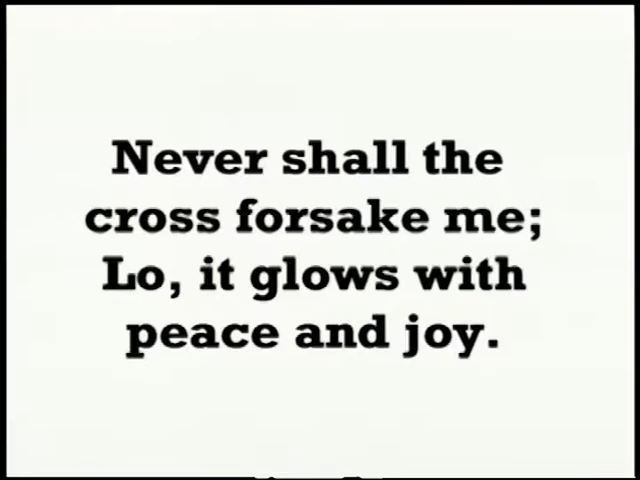 Never shall the
cross forsake me;
Lo, it glows with
peace and joy.